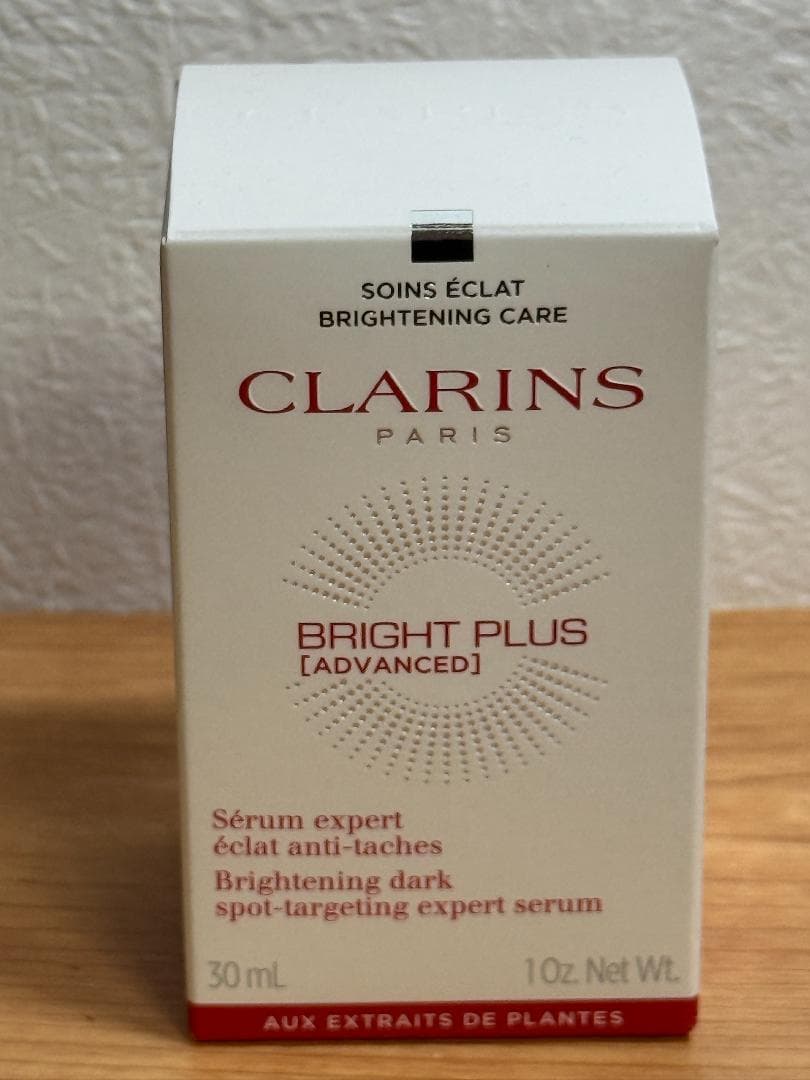 SOINS ÉCLAT
BRIGHTENING CARE
CLARINS
PARIS
BRIGHT PLUS
[ADVANCED]
Sérum expert
éclat anti-taches
Brightening dark
spot-targeting expert serum
30 mL 1 Oz. Net Wt.
AUX EXTRAITS DE PLANTES